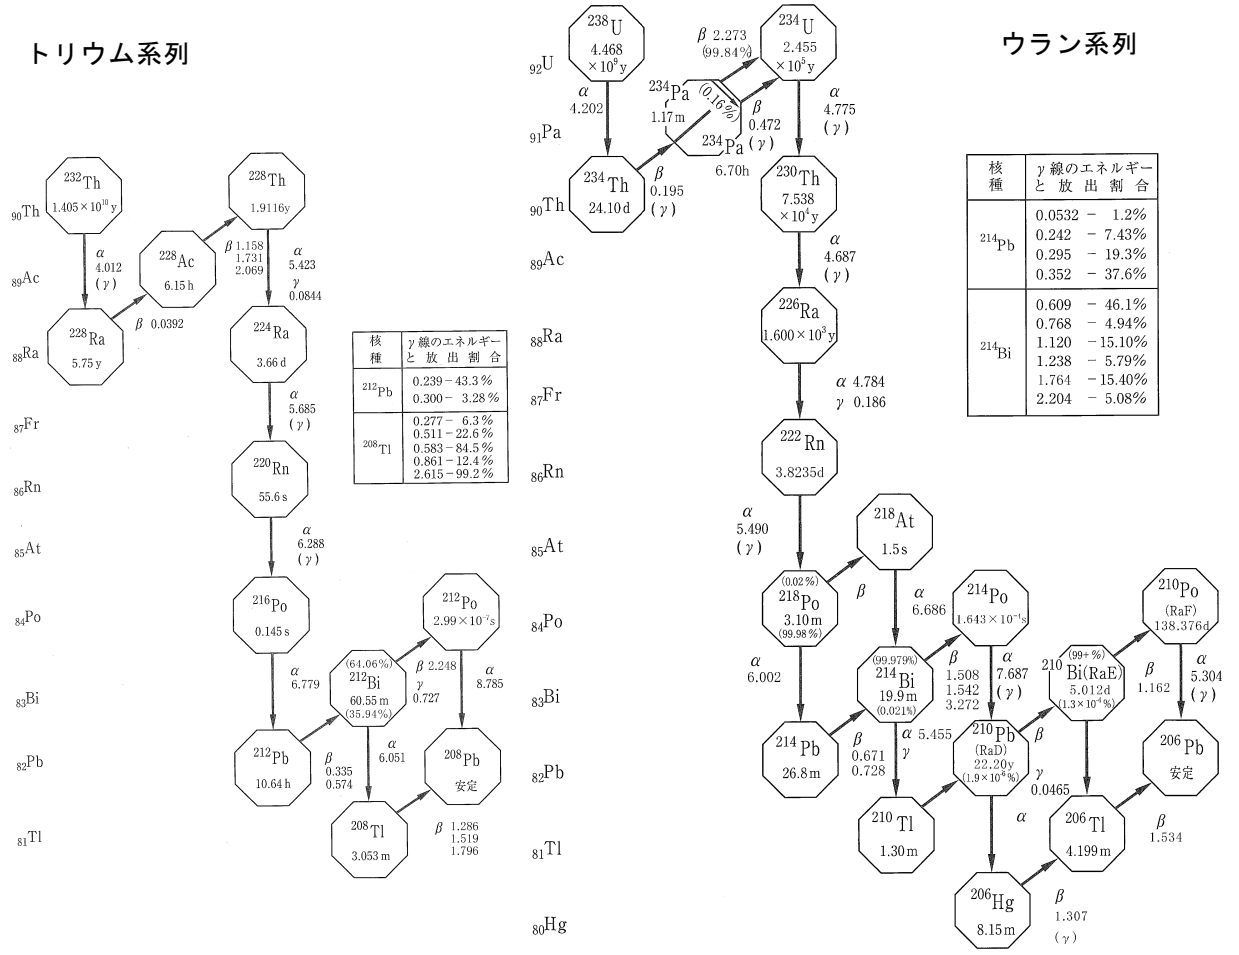 トリウム系列
₉₀Th
₈₉Ac
₈₈Ra
₈₇Fr
₈₆Rn
₈₅At
₈₄Po
₈₃Bi
₈₂Pb
₈₁Tl
²³²Th
1.405×10¹⁰y
α
4.012
(γ)
²²⁸Ra
5.75y
β 0.0392
²²⁸Ac
6.15h
β 1.158
1.731
2.069
²²⁸Th
1.9116y
α
5.423
γ
0.0844
²²⁴Ra
3.66d
α
5.685
(γ)
²²⁰Rn
55.6s
α
6.288
(γ)
²¹⁶Po
0.145s
α
6.779
²¹²Pb
10.64h
β
0.335
0.574
(64.06%)
²¹²Bi
60.55m
(35.94%)
β 2.248
γ
0.727
²¹²Po
2.99×10⁻⁷s
α
8.785
α
6.051
²⁰⁸Tl
3.053m
β 1.286
1.519
1.796
²⁰⁸Pb
安定
核種
γ線のエネルギー
と放出割合
²¹²Pb
0.239−43.3%
0.300− 3.28%
²⁰⁸Tl
0.277− 6.3%
0.511−22.6%
0.583−84.5%
0.861−12.4%
2.615−99.2%
ウラン系列
₉₂U
₉₁Pa
₉₀Th
₈₉Ac
₈₈Ra
₈₇Fr
₈₆Rn
₈₅At
₈₄Po
₈₃Bi
₈₂Pb
₈₁Tl
₈₀Hg
²³⁸U
4.468
×10⁹y
α
4.202
²³⁴Th
24.10d
β
0.195
(γ)
²³⁴Pa
1.17m
(0.16%)
²³⁴Pa
6.70h
β 2.273
(99.84%)
β
0.472
(γ)
²³⁴U
2.455
×10⁵y
α
4.775
(γ)
²³⁰Th
7.538
×10⁴y
α
4.687
(γ)
²²⁶Ra
1.600×10³y
α 4.784
γ 0.186
²²²Rn
3.8235d
α
5.490
(γ)
(0.02%)
²¹⁸Po
3.10m
(99.98%)
β
²¹⁸At
1.5s
α
6.686
α
6.002
²¹⁴Pb
26.8m
β
0.671
0.728
(99.979%)
²¹⁴Bi
19.9m
(0.021%)
β
1.508
1.542
3.272
²¹⁴Po
1.643×10⁻⁴s
α
7.687
(γ)
α 5.455
γ
²¹⁰Tl
1.30m
²¹⁰Pb
(RaD)
22.20y
(1.9×10⁻⁶%)
β
γ
0.0465
α
²⁰⁶Hg
8.15m
β
1.307
(γ)
(99+%)
²¹⁰Bi(RaE)
5.012d
(1.3×10⁻⁴%)
β
1.162
²¹⁰Po
(RaF)
138.376d
α
5.304
(γ)
²⁰⁶Tl
4.199m
β
1.534
²⁰⁶Pb
安定
核種
γ線のエネルギー
と放出割合
²¹⁴Pb
0.0532 − 1.2%
0.242 − 7.43%
0.295 − 19.3%
0.352 − 37.6%
²¹⁴Bi
0.609 − 46.1%
0.768 − 4.94%
1.120 −15.10%
1.238 − 5.79%
1.764 −15.40%
2.204 − 5.08%